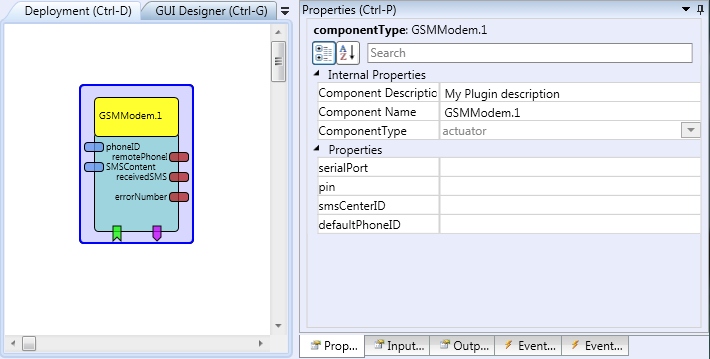 Deployment (Ctrl-D)
GUI Designer (Ctrl-G)
GSMModem.1
phoneID
remotePhoneI
SMSContent
receivedSMS
errorNumber
Properties (Ctrl-P)
componentType: GSMModem.1
A
Z
Search
Internal Properties
Component Descriptic My Plugin description
Component Name GSMModem.1
ComponentType actuator
Properties
serialPort
pin
smsCenterID
defaultPhoneID
Prop... Input... Outp... Event... Event...